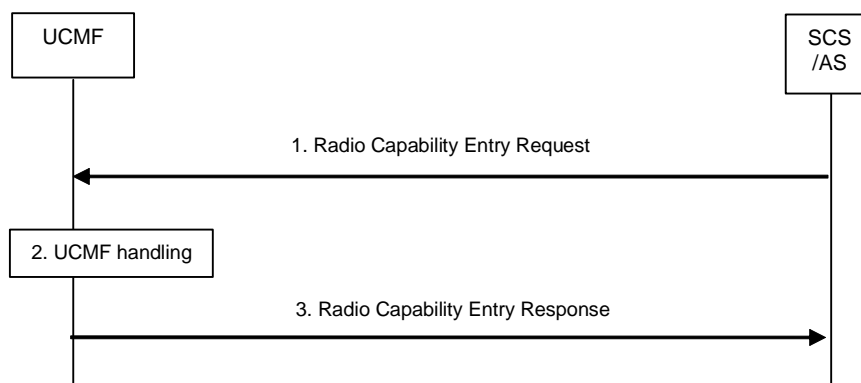 UCMF
SCS
/AS
1. Radio Capability Entry Request
2. UCMF handling
3. Radio Capability Entry Response